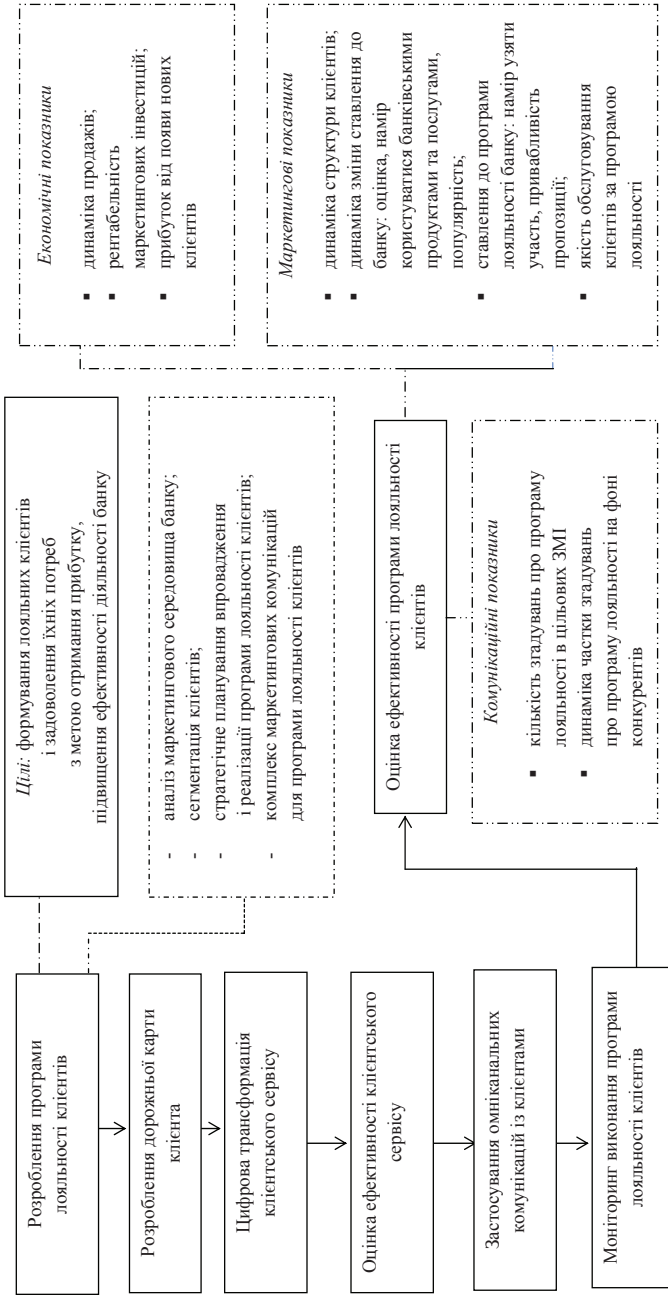 Розроблення програми
лояльності клієнтів
Розроблення дорожньої карти
клієнта
Цифрова трансформація
клієнтського сервісу
Оцінка ефективності клієнтського
сервісу
Застосування омніканальних
комунікацій із клієнтами
Моніторинг виконання програми
лояльності клієнтів
Цілі: формування лояльних клієнтів
і задоволення їхніх потреб
з метою отримання прибутку,
підвищення ефективності діяльності банку
- аналіз маркетингового середовища банку;
- сегментація клієнтів;
- стратегічне планування впровадження
і реалізації програми лояльності клієнтів;
- комплекс маркетингових комунікацій
для програми лояльності клієнтів
Оцінка ефективності програми лояльності
клієнтів
Комунікаційні показники
▪ кількість згадувань про програму
лояльності в цільових ЗМІ
▪ динаміка частки згадувань
про програму лояльності на фоні
конкурентів
Економічні показники
▪ динаміка продажів;
▪ рентабельність
маркетингових інвестицій;
▪ прибуток від появи нових
клієнтів
Маркетингові показники
▪ динаміка структури клієнтів;
▪ динаміка зміни ставлення до
банку: оцінка, намір
користуватися банківськими
продуктами та послугами,
популярність;
▪ ставлення до програми
лояльності банку: намір узяти
участь, привабливість
пропозиції;
▪ якість обслуговування
клієнтів за програмою
лояльності